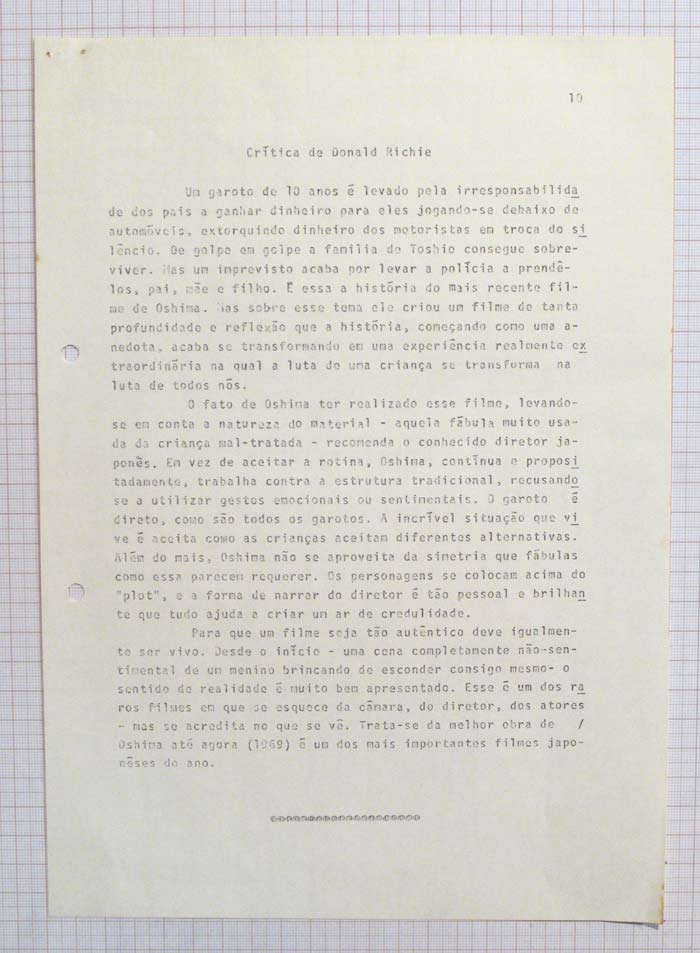 10
Crítica de Donald Richie
Um garoto de 10 anos é levado pela irresponsabilida
de dos pais a ganhar dinheiro para eles jogando-se debaixo de
automóveis, extorquindo dinheiro dos motoristas em troca do si
lêncio. De golpe em golpe a família de Toshio consegue sobre-
viver. Mas um imprevisto acaba por levar a polícia a prendê-
los, pai, mãe e filho. É essa a história do mais recente fil-
me de Oshima. Mas sobre esse tema ele criou um filme de tanta
profundidade e reflexão que a história, começando como uma a-
nedota, acaba se transformando em uma experiência realmente ex
traordinária na qual a luta de uma criança se transforma na
luta de todos nós.
O fato de Oshima ter realizado esse filme, levando-
se em conta a natureza do material - aquela fábula muito usa-
da da criança mal-tratada - recomenda o conhecido diretor ja-
ponês. Em vez de aceitar a rotina, Oshima, contínua e proposi
tadamente, trabalha contra a estrutura tradicional, recusando
se a utilizar gestos emocionais ou sentimentais. O garoto é
direto, como são todos os garotos. A incrível situação que vi
ve é aceita como as crianças aceitam diferentes alternativas.
Além do mais, Oshima não se aproveita da simetria que fábulas
como essa parecem requerer. Os personagens se colocam acima do
"plot", e a forma de narrar do diretor é tão pessoal e brilhan
te que tudo ajuda a criar um ar de credulidade.
Para que um filme seja tão autêntico deve igualmen-
te ser vivo. Desde o início - uma cena completamente não-sen-
timental de um menino brincando de esconder consigo mesmo- o
sentido de realidade é muito bem apresentado. Esse é um dos ra
ros filmes em que se esquece da câmara, do diretor, dos atores
- mas se acredita no que se vê. Trata-se da melhor obra de /
Oshima até agora (1969) é um dos mais importantes filmes japo-
nêses do ano.